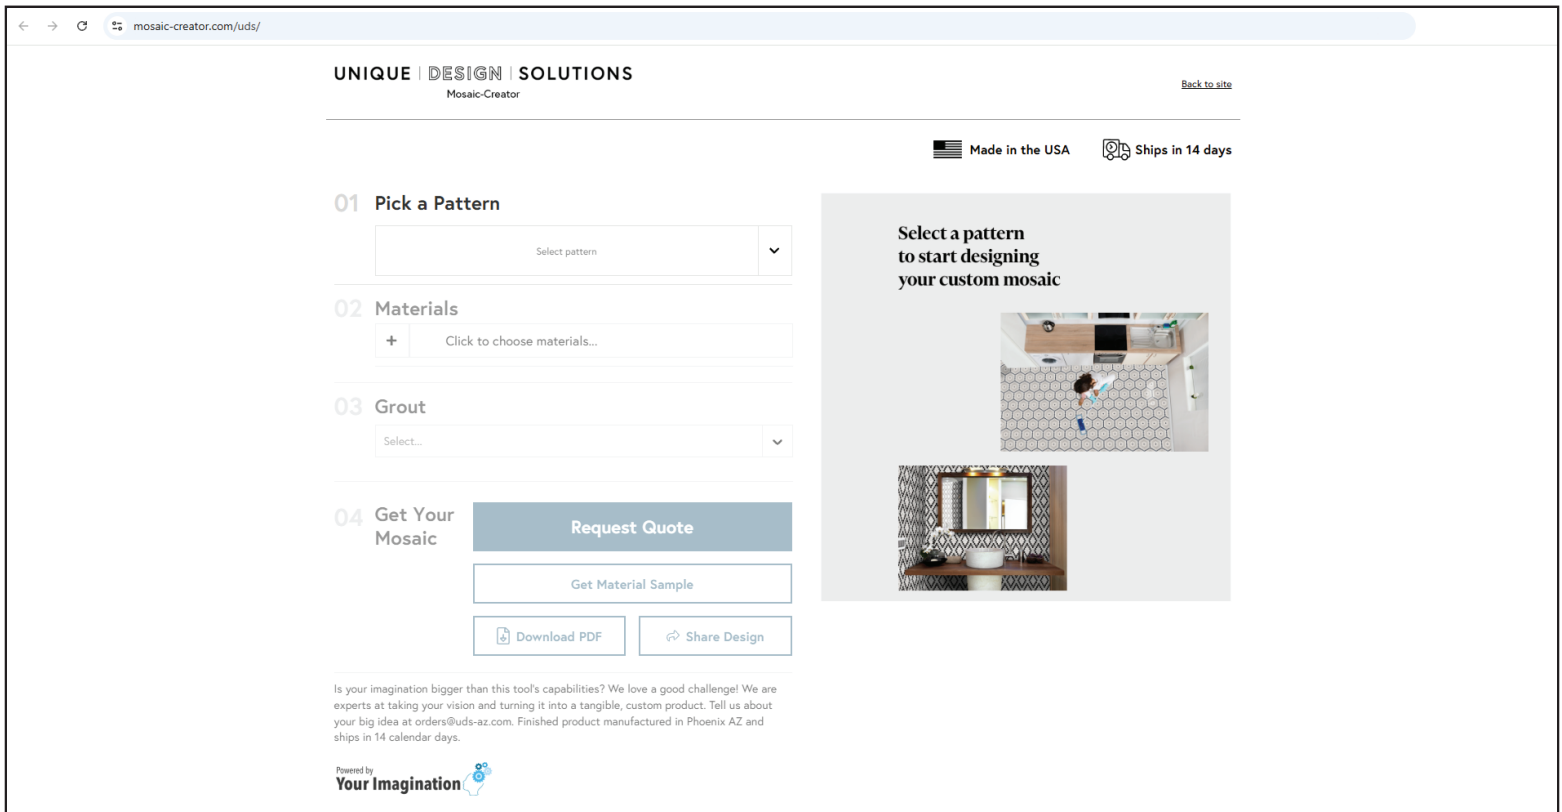 mosaic-creator.com/uds/
UNIQUE | DESIGN | SOLUTIONS
Mosaic-Creator
Back to site
Made in the USA
Ships in 14 days
01 Pick a Pattern
Select pattern
02 Materials
+ Click to choose materials...
03 Grout
Select...
04 Get Your
Mosaic
Request Quote
Get Material Sample
Download PDF
Share Design
Is your imagination bigger than this tool's capabilities? We love a good challenge! We are
experts at taking your vision and turning it into a tangible, custom product. Tell us about
your big idea at orders@uds-az.com. Finished product manufactured in Phoenix AZ and
ships in 14 calendar days.
Powered by
Your Imagination
Select a pattern
to start designing
your custom mosaic